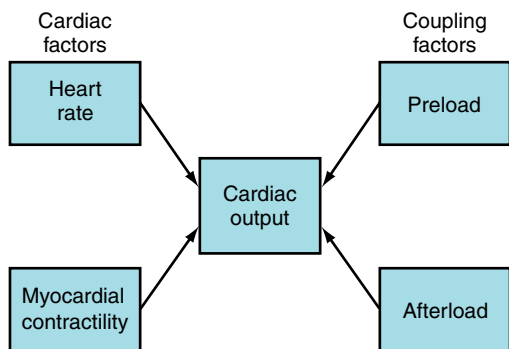 Cardiac
factors
Coupling
factors
Heart
rate
Preload
Cardiac
output
Myocardial
contractility
Afterload